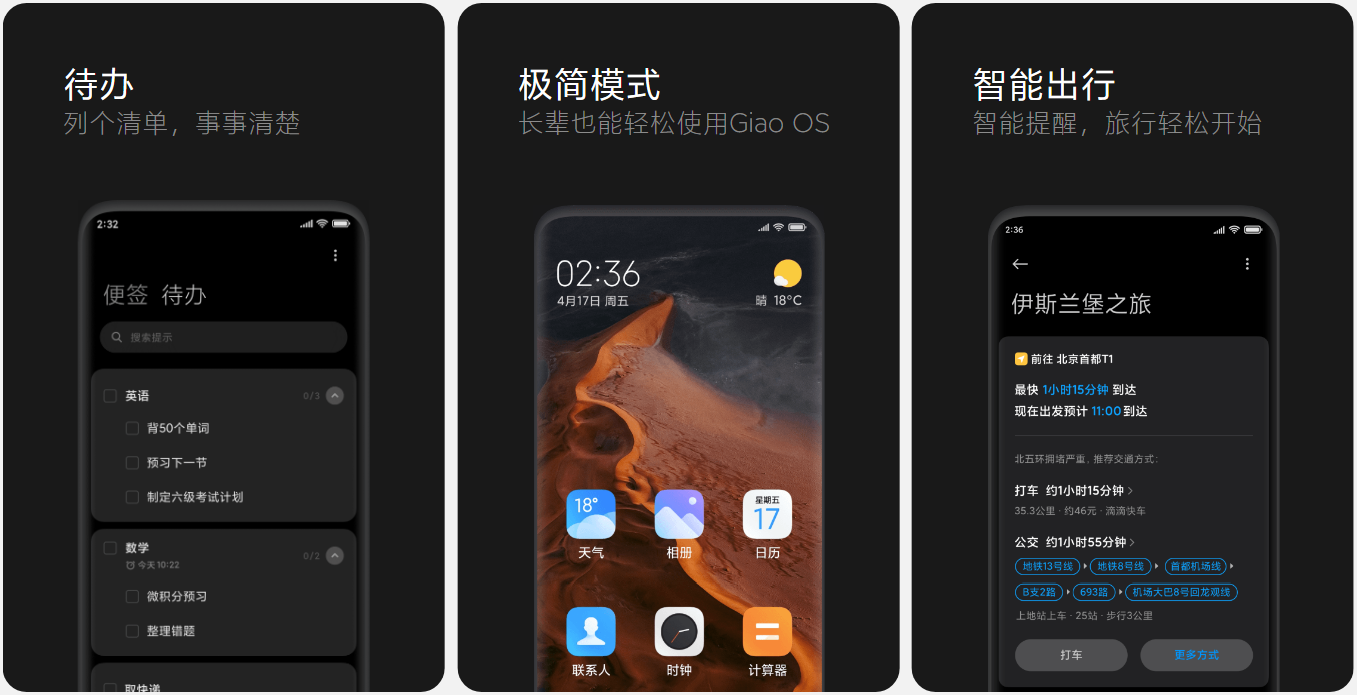 待办
列个清单，事事清楚
2:32
便签 待办
搜索提示
英语 0/3
背50个单词
预习下一节
制定六级考试计划
数学 0/2
今天 10:22
微积分预习
整理错题
取快递
极简模式
长辈也能轻松使用Giao OS
02:36
4月17日 周五
晴 18°C
18°
星期五
17
天气 相册 日历
联系人 时钟 计算器
智能出行
智能提醒，旅行轻松开始
2:36
伊斯兰堡之旅
前往 北京首都T1
最快 1小时15分钟 到达
现在出发预计 11:00 到达
北五环拥堵严重，推荐交通方式：
打车 约1小时15分钟
35.3公里 · 约46元 · 滴滴快车
公交 约1小时55分钟
地铁13号线 地铁8号线 首都机场线
B支2路 693路 机场大巴8号回龙观线
上地站上车 · 25站 · 步行3公里
打车 更多方式